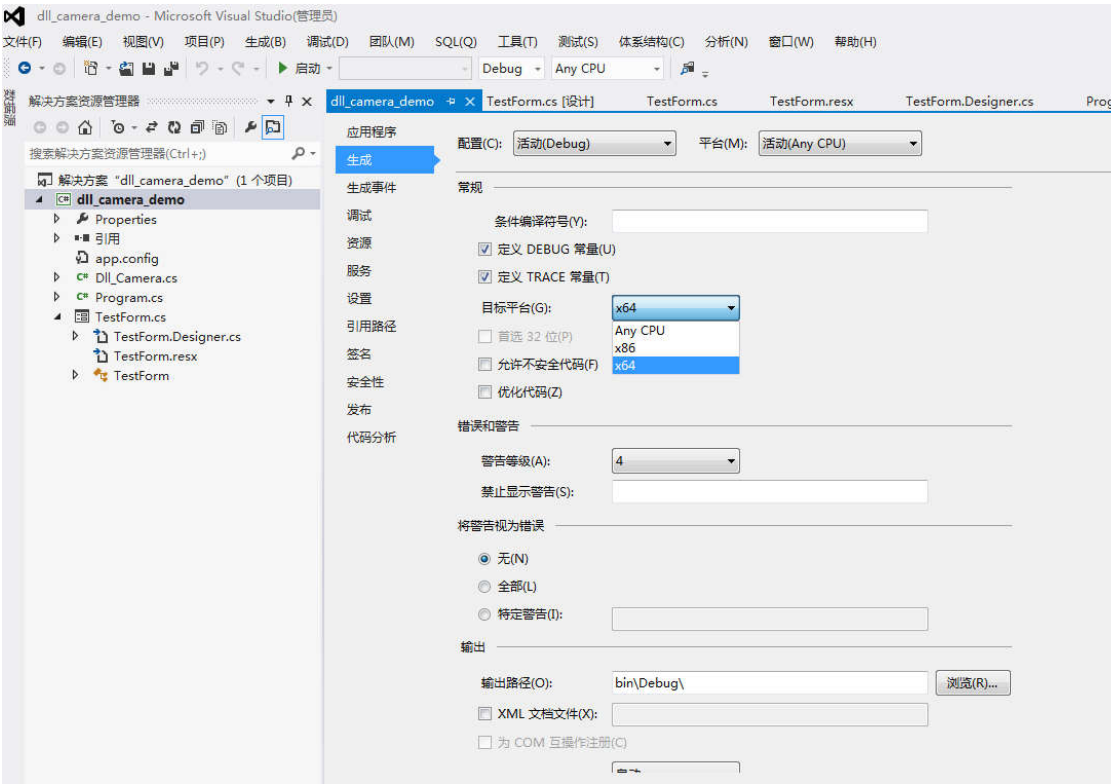 dll_camera_demo - Microsoft Visual Studio(管理员)
文件(F) 编辑(E) 视图(V) 项目(P) 生成(B) 调试(D) 团队(M) SQL(Q) 工具(T) 测试(S) 体系结构(C) 分析(N) 窗口(W) 帮助(H)
启动 Debug Any CPU
解决方案资源管理器
搜索解决方案资源管理器(Ctrl+;)
解决方案 "dll_camera_demo" (1 个项目)
dll_camera_demo
Properties
引用
app.config
Dll_Camera.cs
Program.cs
TestForm.cs
TestForm.Designer.cs
TestForm.resx
TestForm
dll_camera_demo TestForm.cs [设计] TestForm.cs TestForm.resx TestForm.Designer.cs Prog
应用程序
生成
生成事件
调试
资源
服务
设置
引用路径
签名
安全性
发布
代码分析
配置(C): 活动(Debug) 平台(M): 活动(Any CPU)
常规
条件编译符号(Y):
定义 DEBUG 常量(U)
定义 TRACE 常量(T)
目标平台(G): x64
Any CPU
x86
x64
首选 32 位(P)
允许不安全代码(F)
优化代码(Z)
错误和警告
警告等级(A): 4
禁止显示警告(S):
将警告视为错误
无(N)
全部(L)
特定警告(I):
输出
输出路径(O): bin\Debug\ 浏览(R)...
XML 文档文件(X):
为 COM 互操作注册(C)